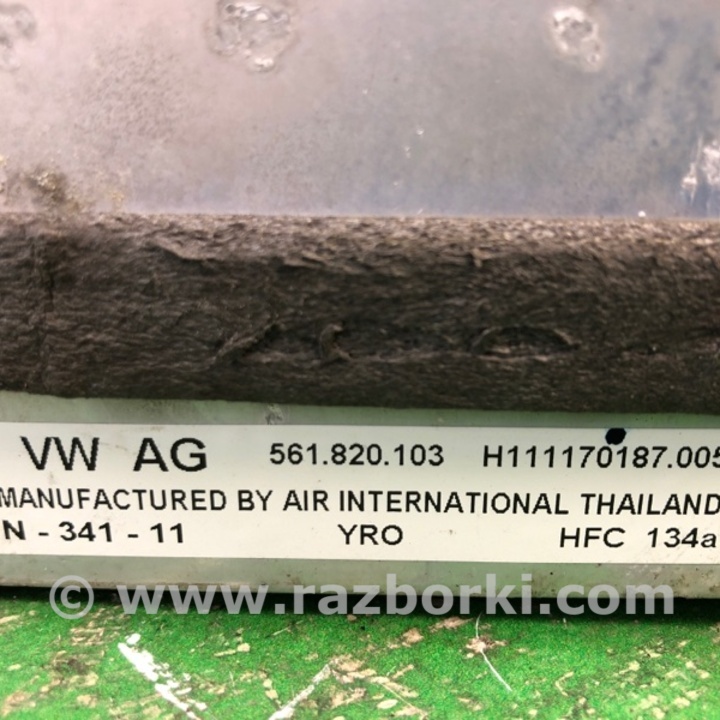 VW AG 561.820.103 H111170187.005
MANUFACTURED BY AIR INTERNATIONAL THAILAND
N - 341 - 11 YRO HFC 134a
© www.razborki.com